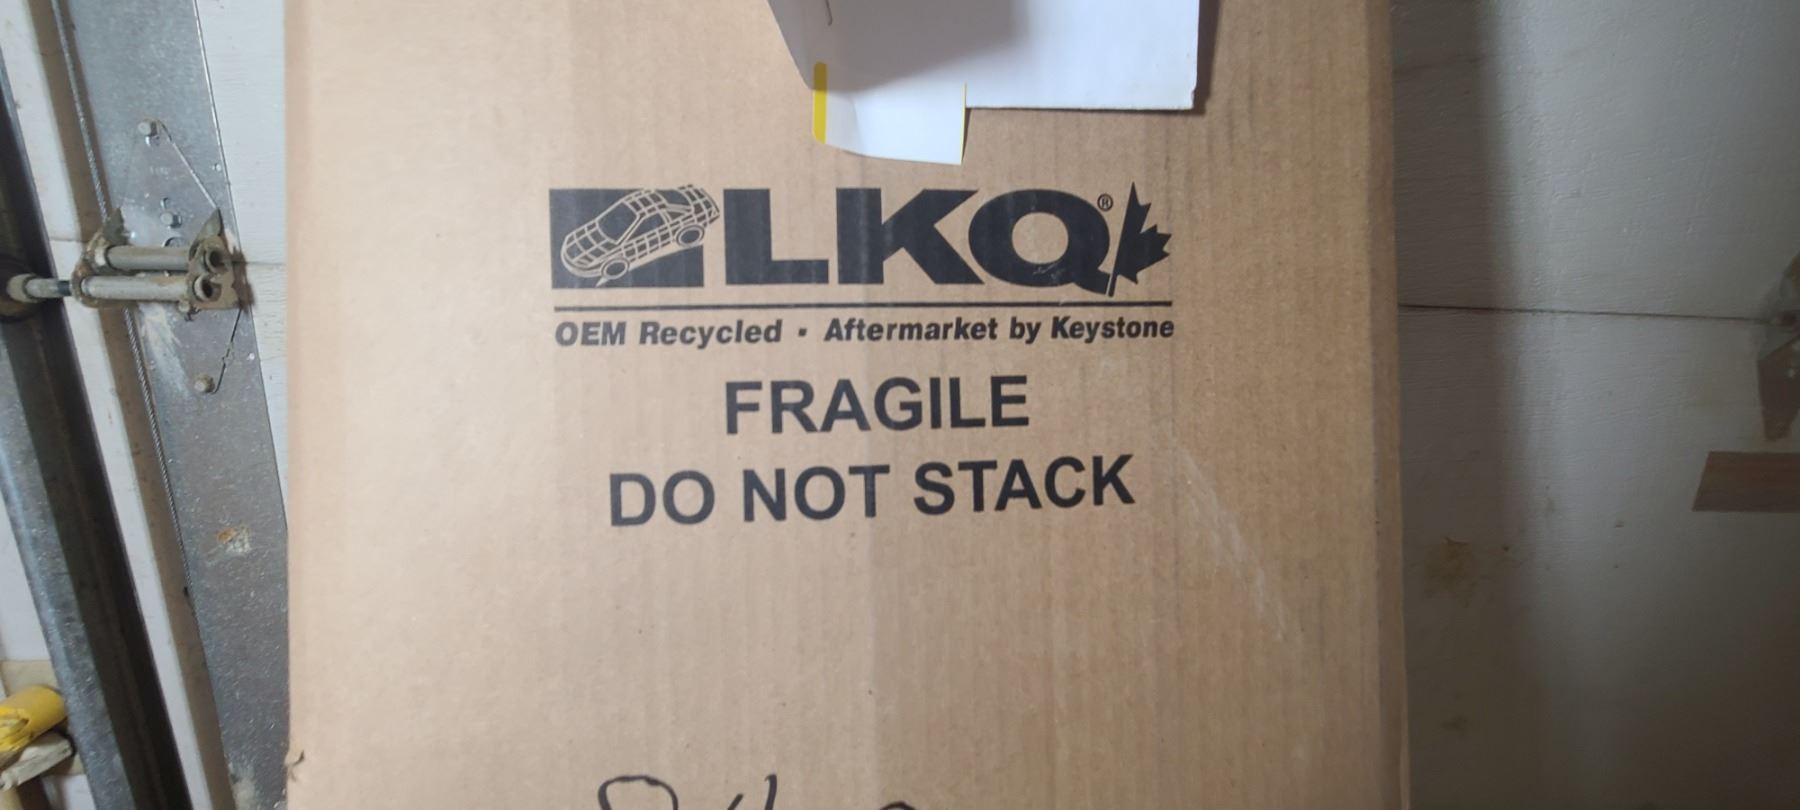 LKQ®
OEM Recycled · Aftermarket by Keystone
FRAGILE
DO NOT STACK